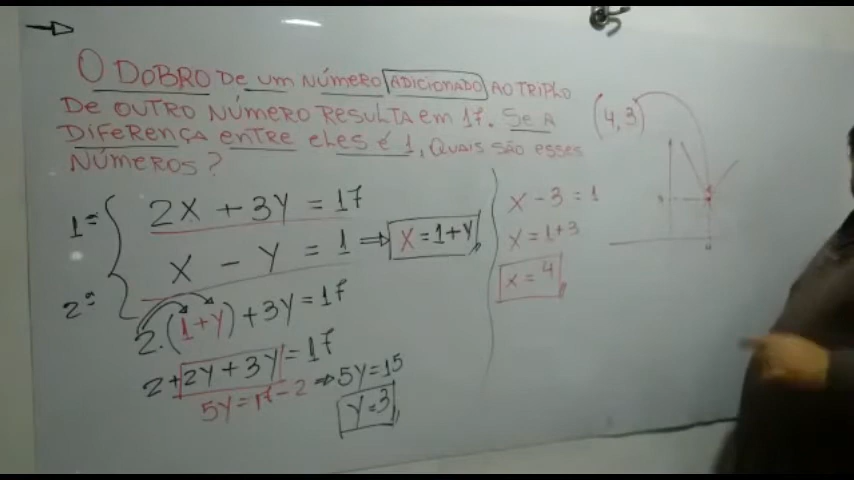 O DOBRO DE UM NÚMERO ADICIONADO AO TRIPLO
DE OUTRO NÚMERO RESULTA EM 17. SE A
DIFERENÇA ENTRE ELES É 1, QUAIS SÃO ESSES
NÚMEROS?
1ª 2X + 3Y = 17
2ª X - Y = 1 ⇒ X = 1+Y
2.(1+Y)+3Y=17
2+2Y+3Y=17
5Y=17-2 ⇒ 5Y=15
Y=3
X - 3 = 1
X = 1+3
X = 4
(4,3)
3
4